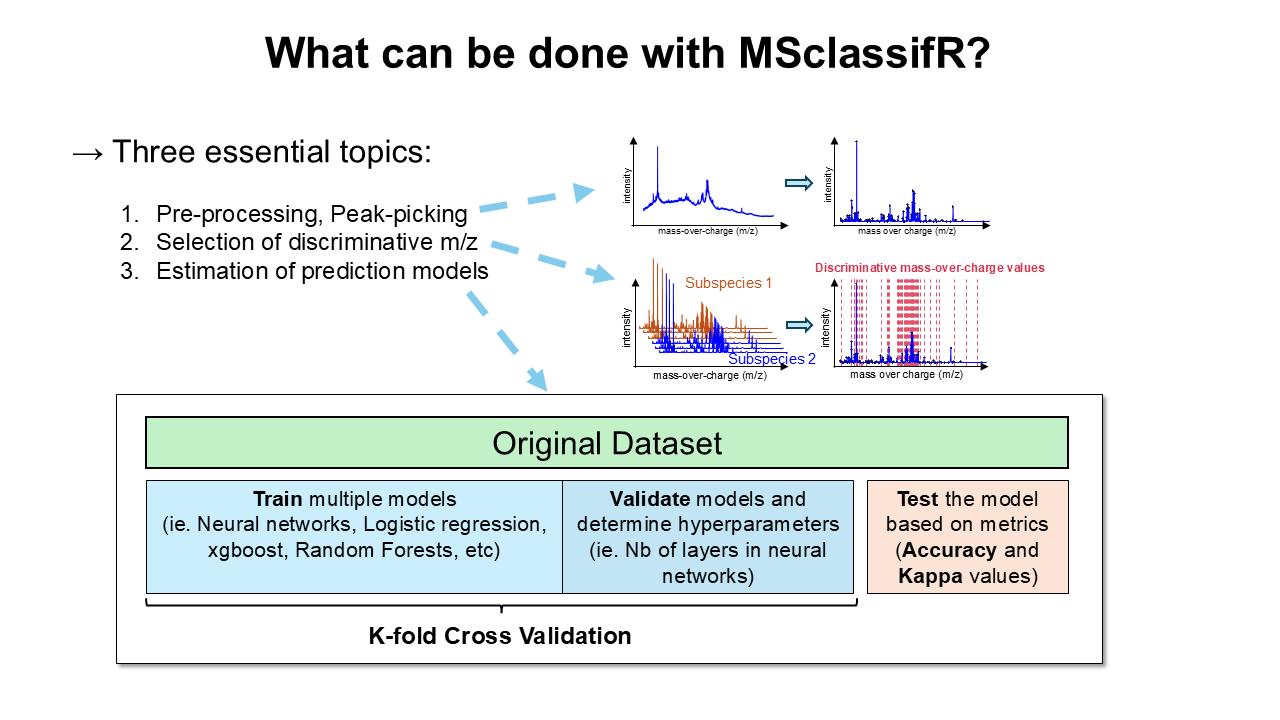 What can be done with MSclassifR?
→ Three essential topics:
1. Pre-processing, Peak-picking
2. Selection of discriminative m/z
3. Estimation of prediction models
intensity
mass-over-charge (m/z)
intensity
mass over charge (m/z)
Subspecies 1
intensity
Subspecies 2
mass-over-charge (m/z)
Discriminative mass-over-charge values
intensity
mass over charge (m/z)
Original Dataset
Train multiple models
(ie. Neural networks, Logistic regression,
xgboost, Random Forests, etc)
Validate models and
determine hyperparameters
(ie. Nb of layers in neural
networks)
Test the model
based on metrics
(Accuracy and
Kappa values)
K-fold Cross Validation